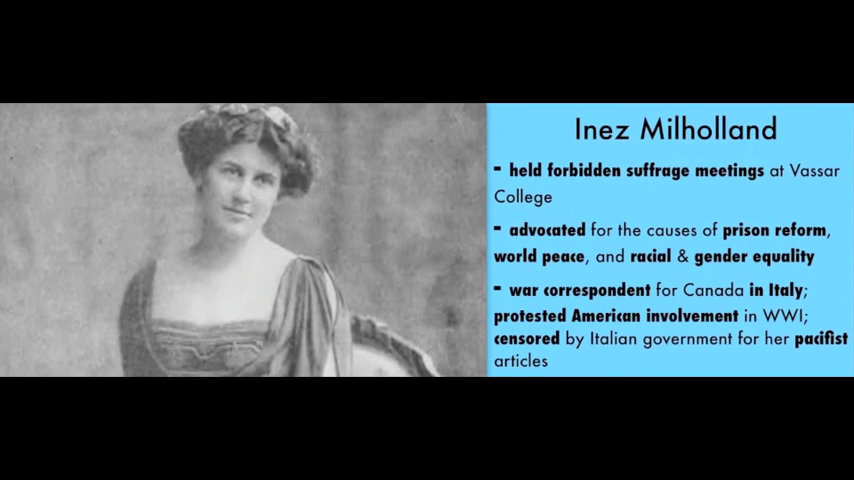 Inez Milholland
- held forbidden suffrage meetings at Vassar
College
- advocated for the causes of prison reform,
world peace, and racial & gender equality
- war correspondent for Canada in Italy;
protested American involvement in WWI;
censored by Italian government for her pacifist
articles